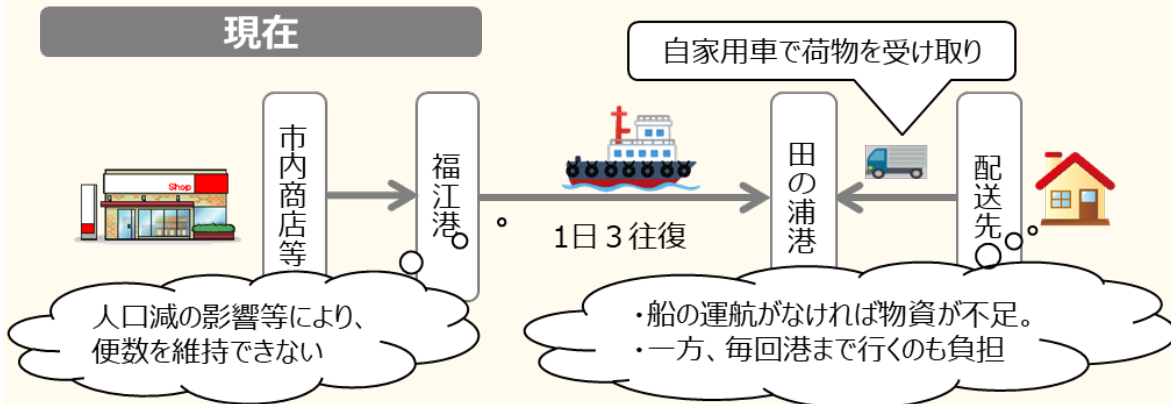 現在
自家用車で荷物を受け取り
市内商店等
福江港
田の浦港
配送先
Shop
1日３往復
人口減の影響等により、
便数を維持できない
・船の運航がなければ物資が不足。
・一方、毎回港まで行くのも負担